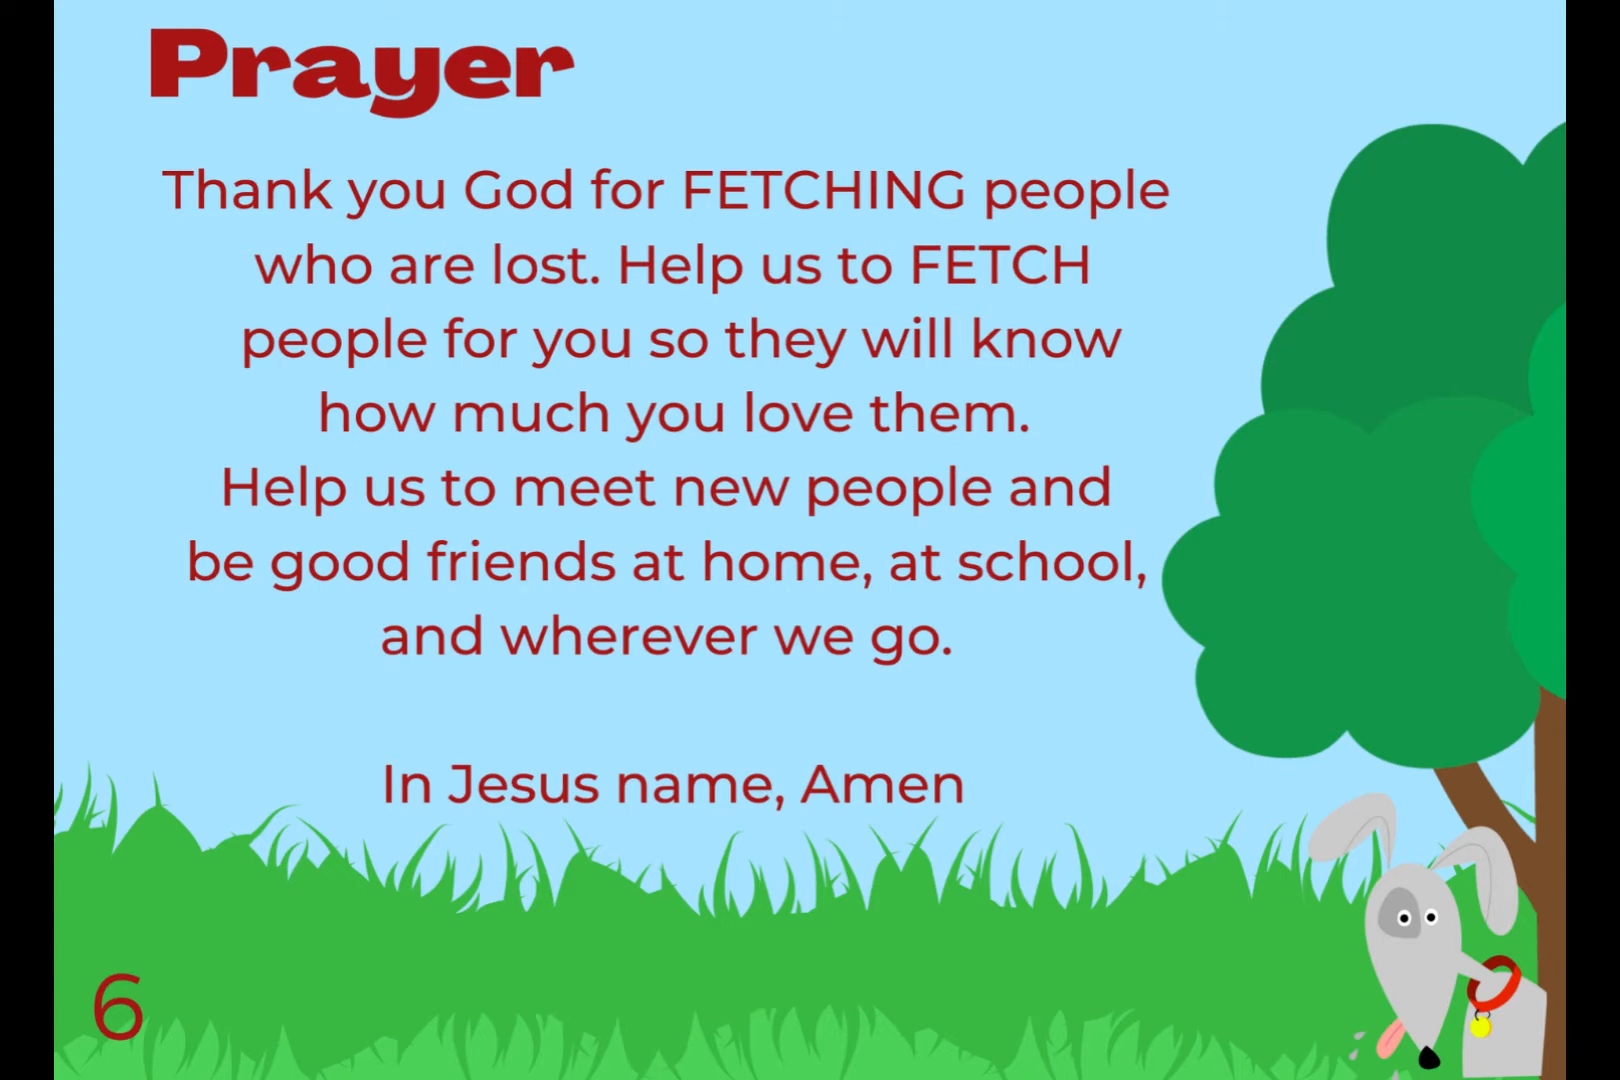 Prayer
Thank you God for FETCHING people
who are lost. Help us to FETCH
people for you so they will know
how much you love them.
Help us to meet new people and
be good friends at home, at school,
and wherever we go.
In Jesus name, Amen
6